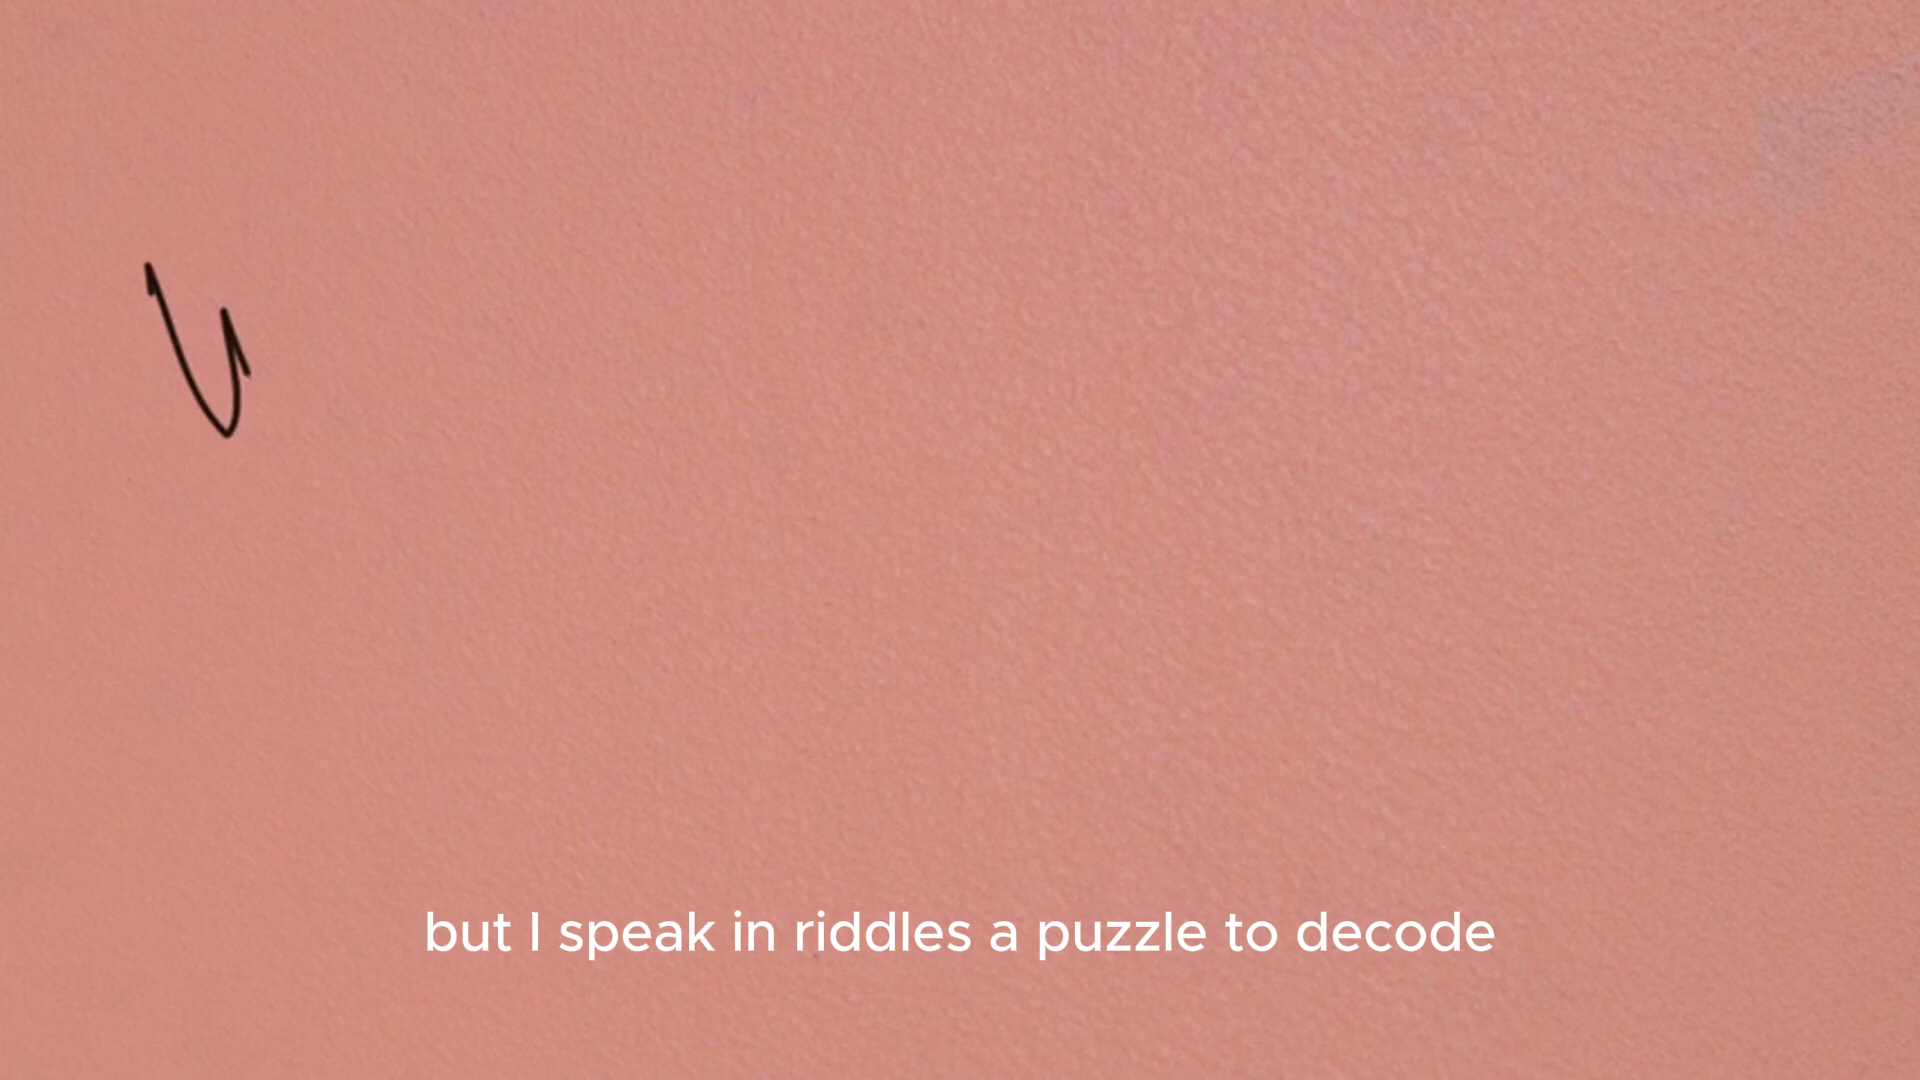 but I speak in riddles a puzzle to decode